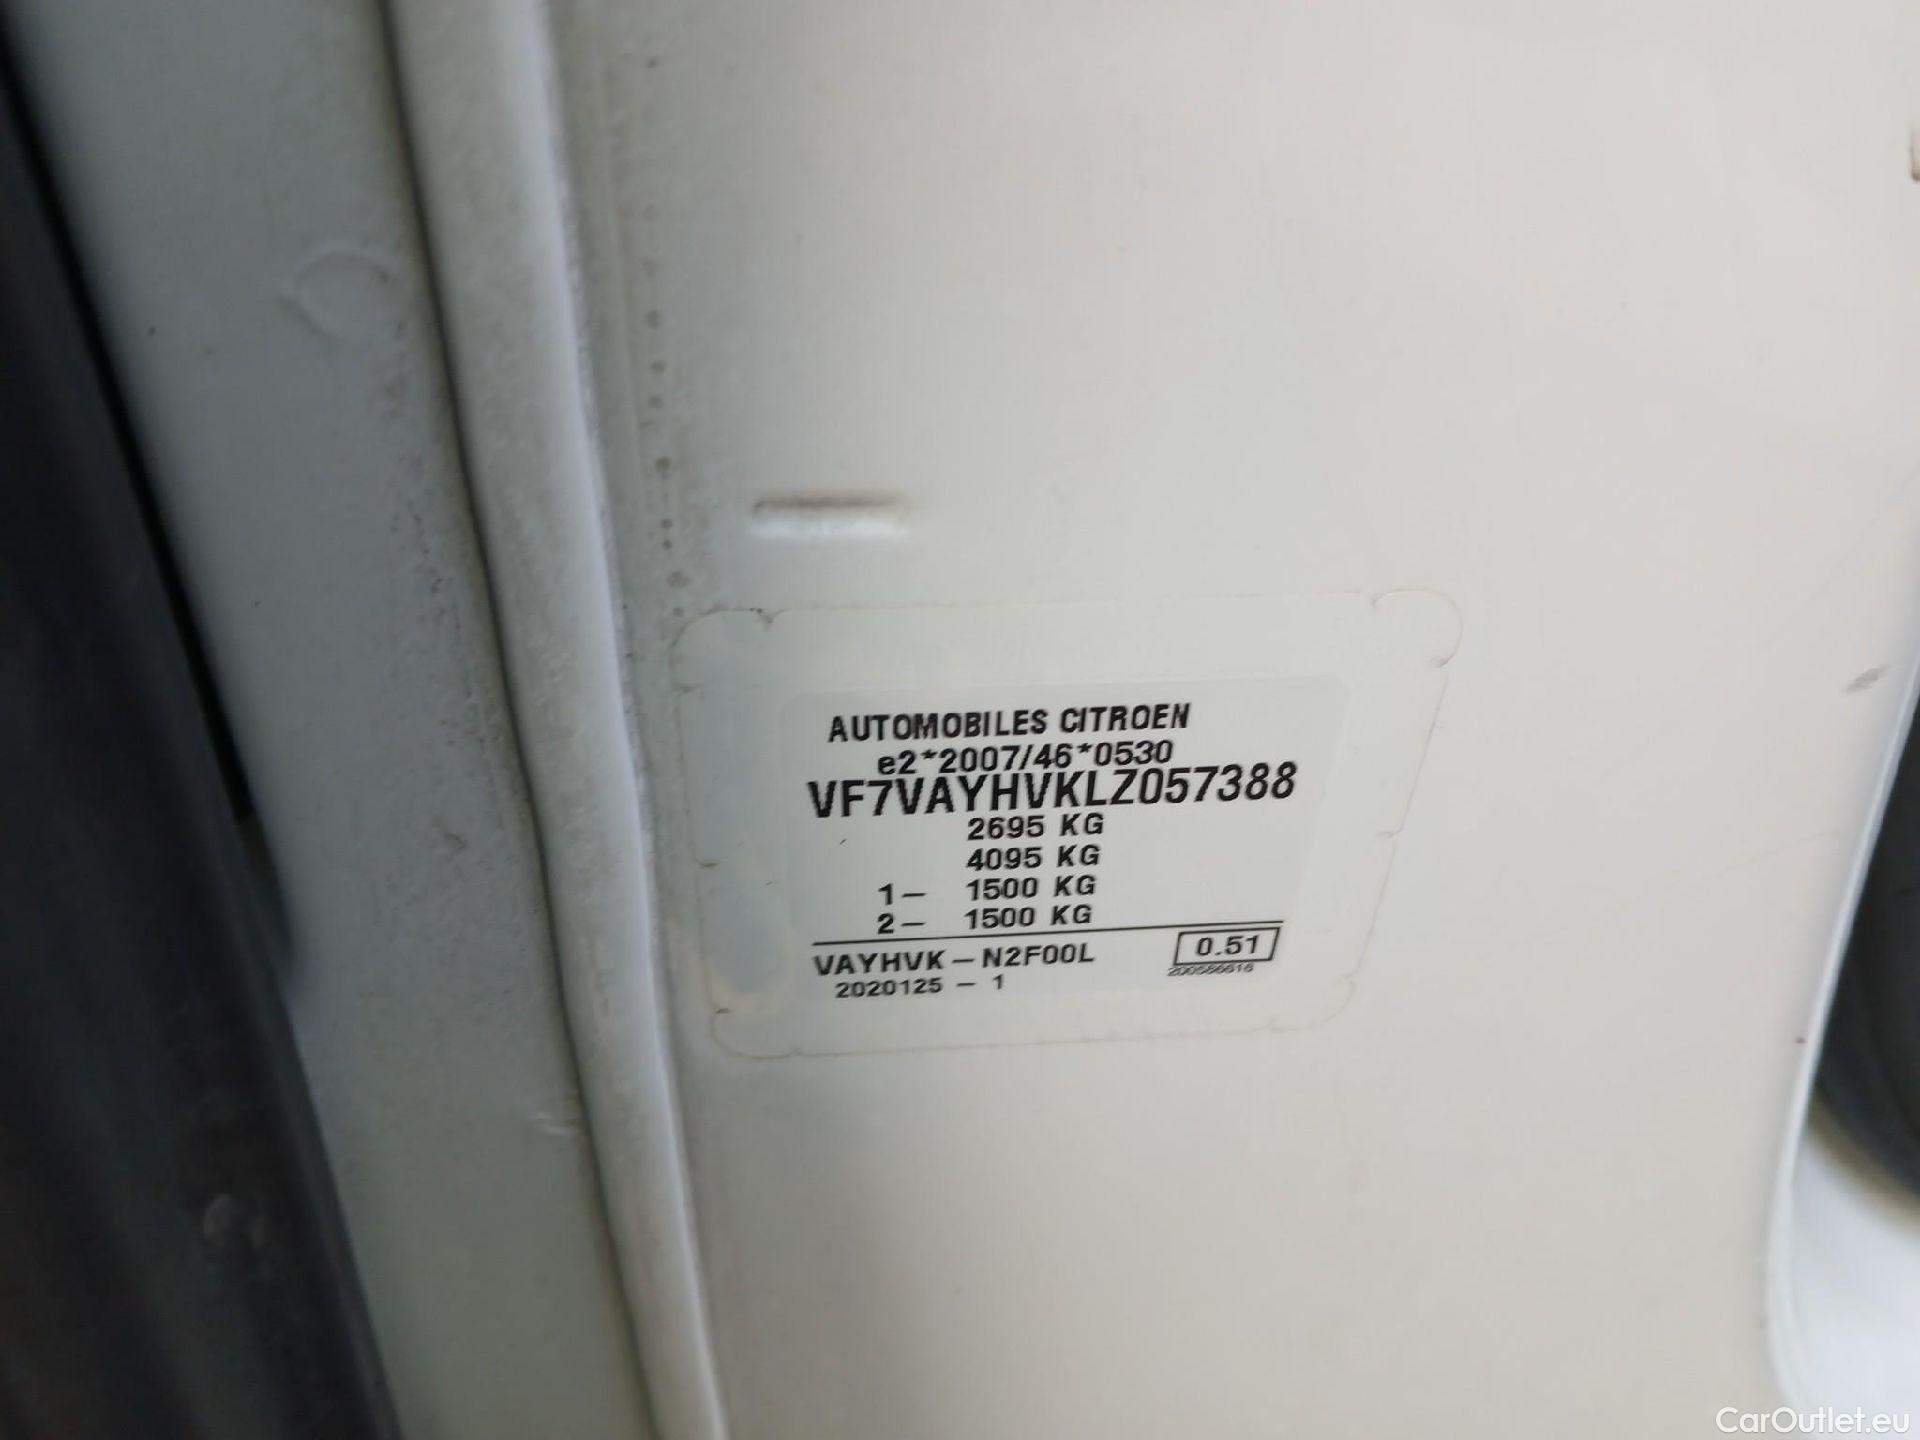 AUTOMOBILES CITROEN
e2*2007/46*0530
VF7VAYHVKLZ057388
2695 KG
4095 KG
1- 1500 KG
2- 1500 KG
VAYHVK-N2F00L 0.51
2020125 - 1 200586616
CarOutlet.eu